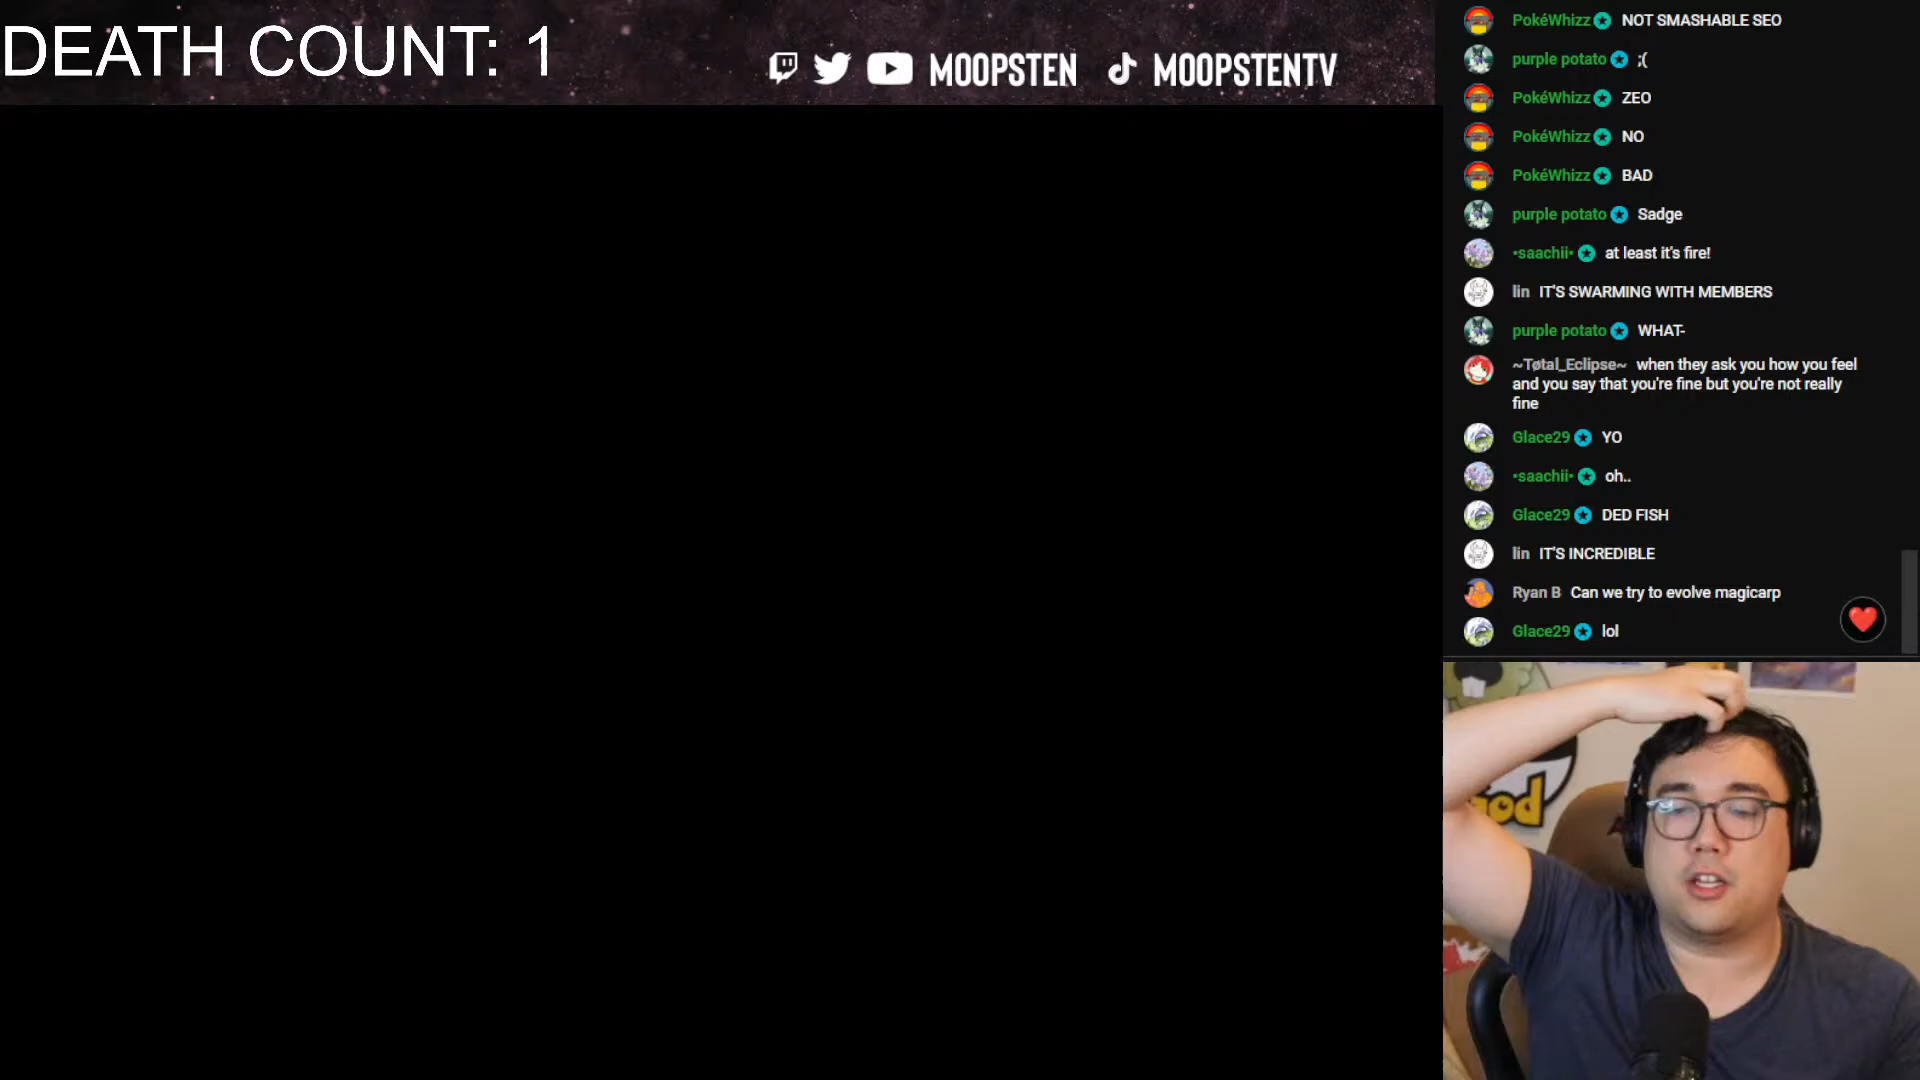 DEATH COUNT: 1
MOOPSTEN MOOPSTENTV
PokéWhizz NOT SMASHABLE SEO
purple potato ;(
PokéWhizz ZEO
PokéWhizz NO
PokéWhizz BAD
purple potato Sadge
•saachii• at least it's fire!
lin IT'S SWARMING WITH MEMBERS
purple potato WHAT-
~Tøtal_Eclipse~ when they ask you how you feel
and you say that you're fine but you're not really
fine
Glace29 YO
•saachii• oh..
Glace29 DED FISH
lin IT'S INCREDIBLE
Ryan B Can we try to evolve magicarp
Glace29 lol